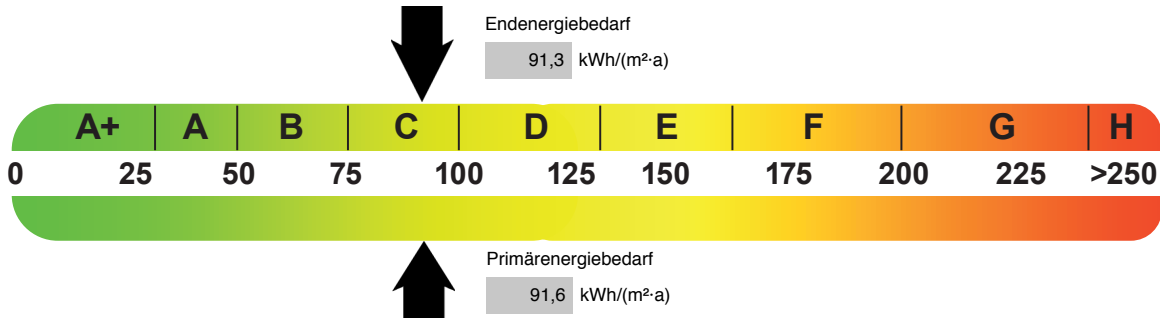 Endenergiebedarf
91,3 kWh/(m²·a)
A+ A B C D E F G H
0 25 50 75 100 125 150 175 200 225 >250
Primärenergiebedarf
91,6 kWh/(m²·a)